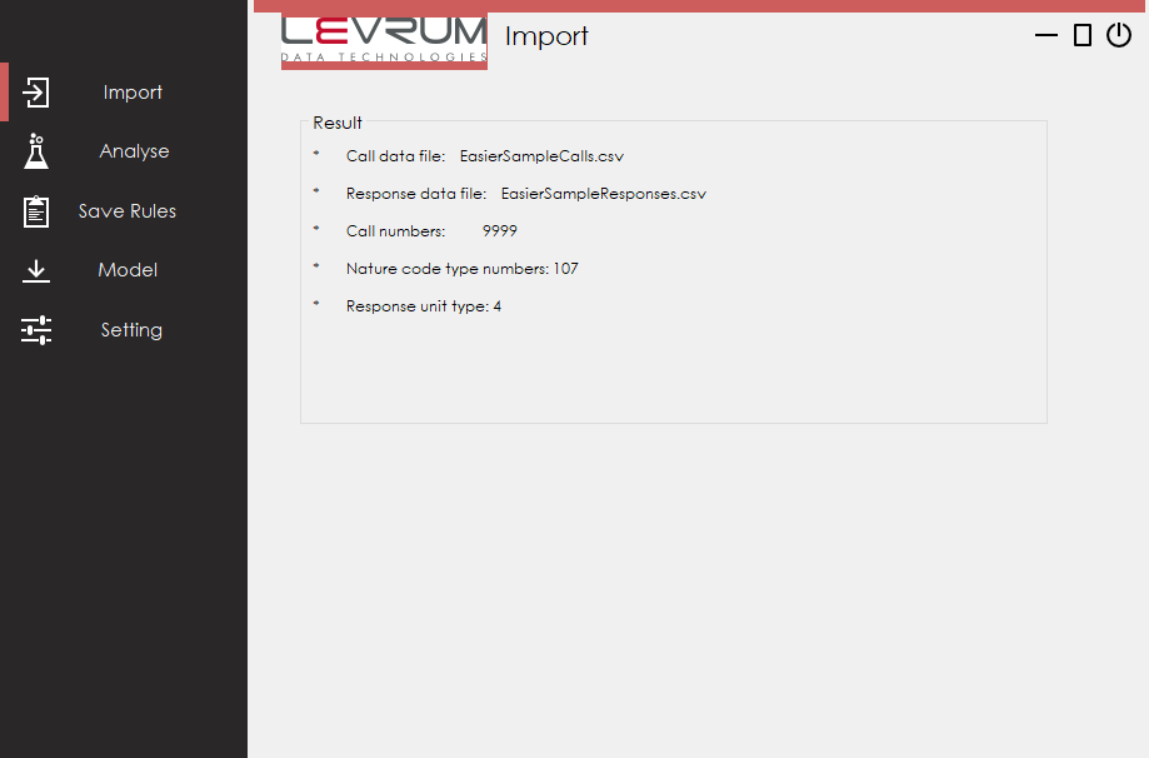 LEVRUM
DATA TECHNOLOGIES
Import
Import
Analyse
Save Rules
Model
Setting
Result
* Call data file: EasierSampleCalls.csv
* Response data file: EasierSampleResponses.csv
* Call numbers: 9999
* Nature code type numbers: 107
* Response unit type: 4